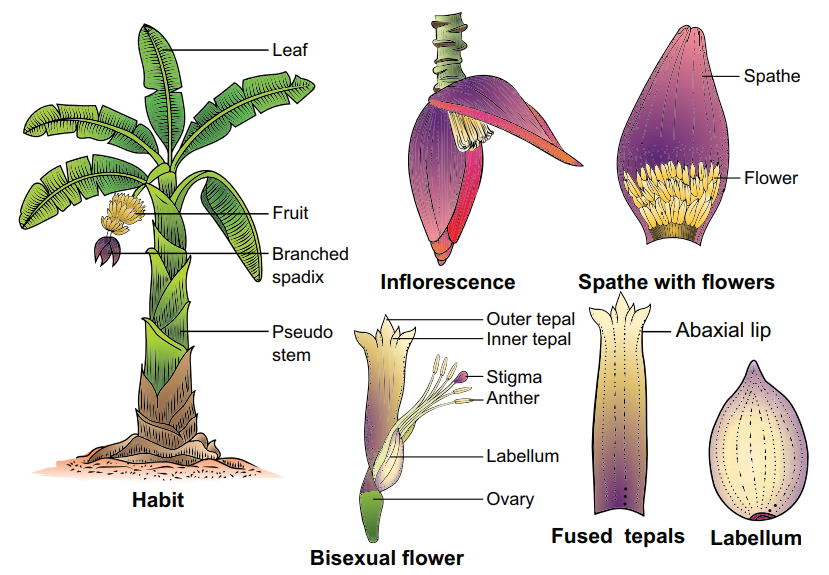 Leaf
Fruit
Branched
spadix
Pseudo
stem
Habit
Inflorescence
Spathe
Flower
Spathe with flowers
Outer tepal
Inner tepal
Stigma
Anther
Labellum
Ovary
Bisexual flower
Abaxial lip
Fused tepals
Labellum